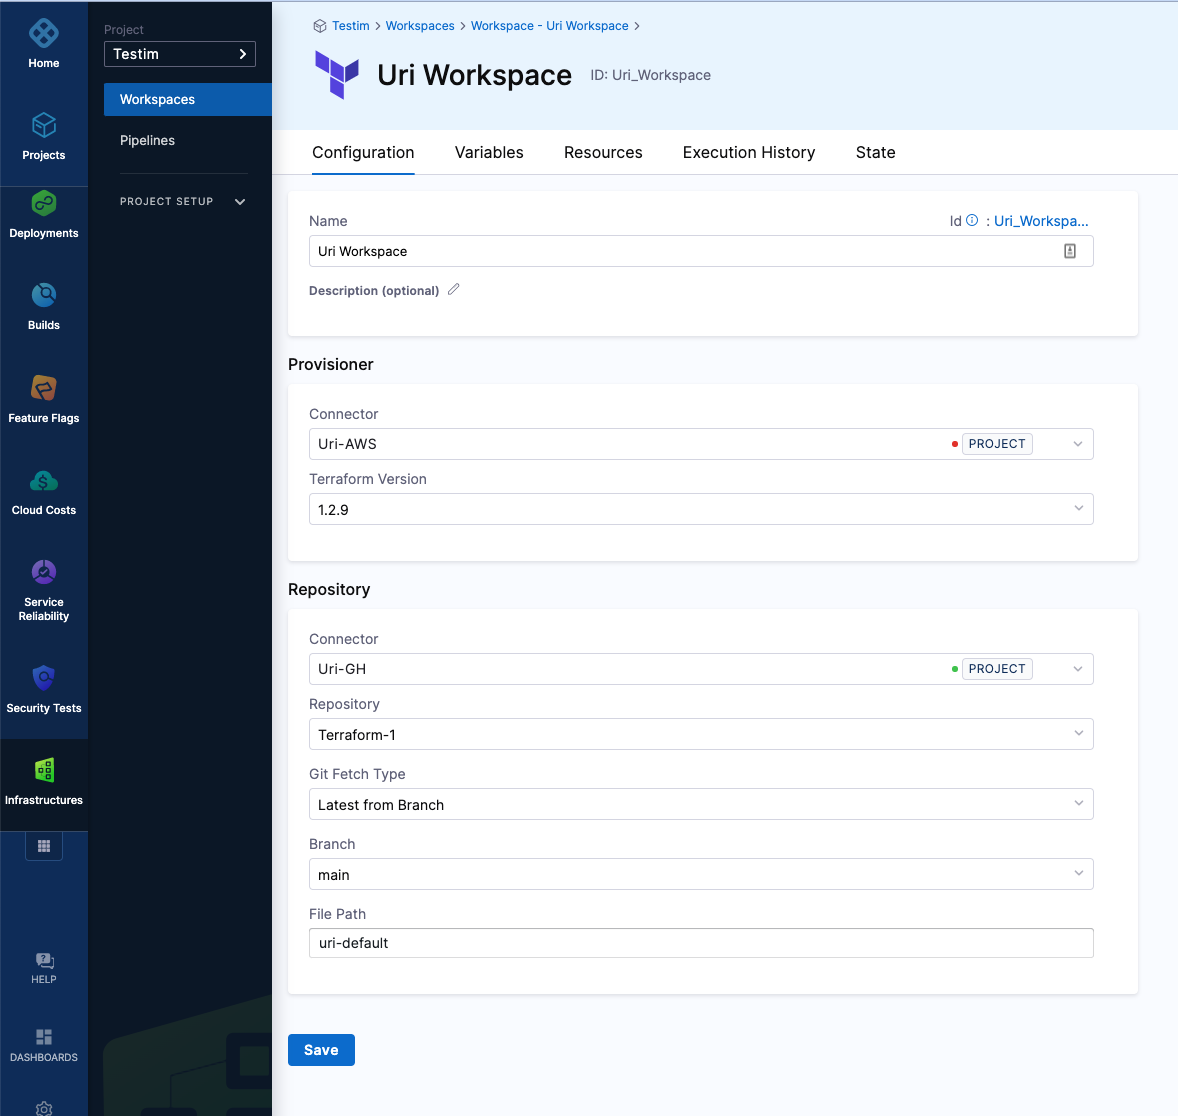 Home
Projects
Deployments
Builds
Feature Flags
Cloud Costs
Service
Reliability
Security Tests
Infrastructures
HELP
DASHBOARDS
Project
Testim
Workspaces
Pipelines
PROJECT SETUP
Testim > Workspaces > Workspace - Uri Workspace >
Uri Workspace ID: Uri_Workspace
Configuration Variables Resources Execution History State
Name Id : Uri_Workspa...
Uri Workspace
Description (optional)
Provisioner
Connector
Uri-AWS PROJECT
Terraform Version
1.2.9
Repository
Connector
Uri-GH PROJECT
Repository
Terraform-1
Git Fetch Type
Latest from Branch
Branch
main
File Path
uri-default
Save